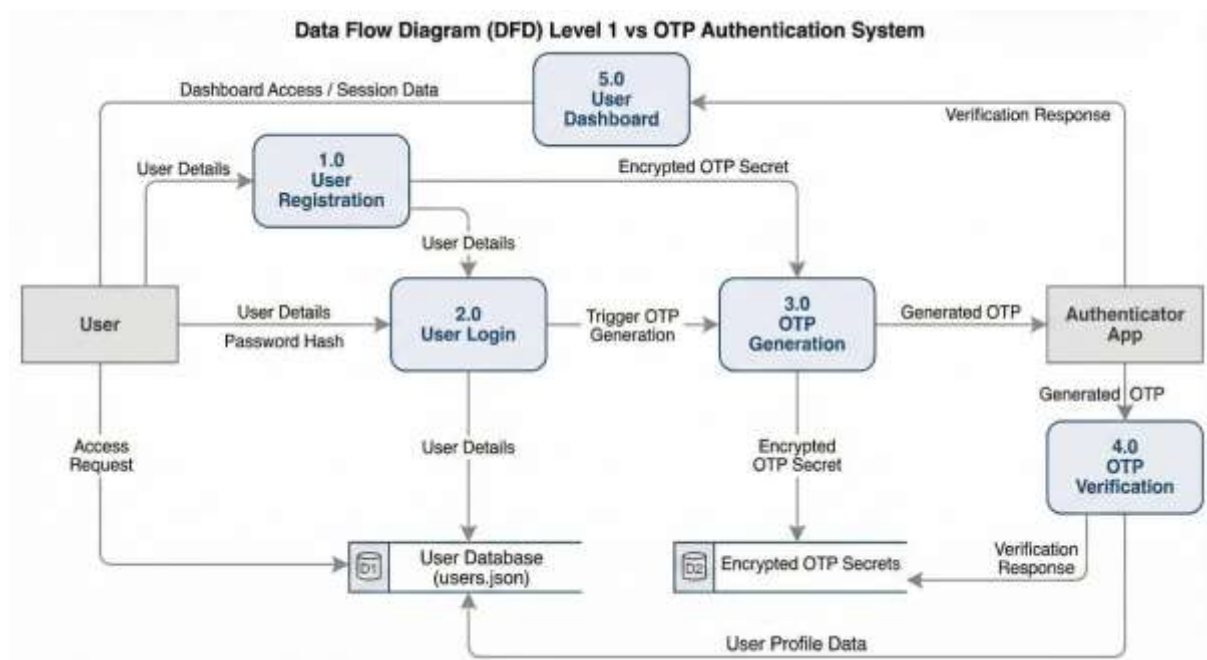 Data Flow Diagram (DFD) Level 1 vs OTP Authentication System
5.0
User
Dashboard
Dashboard Access / Session Data
Verification Response
1.0
User
Registration
User Details
Encrypted OTP Secret
User Details
User
User Details
Password Hash
2.0
User Login
Trigger OTP
Generation
3.0
OTP
Generation
Generated OTP
Authenticator
App
Generated OTP
Access
Request
User Details
Encrypted
OTP Secret
4.0
OTP
Verification
D1
User Database
(users.json)
D2
Encrypted OTP Secrets
Verification
Response
User Profile Data